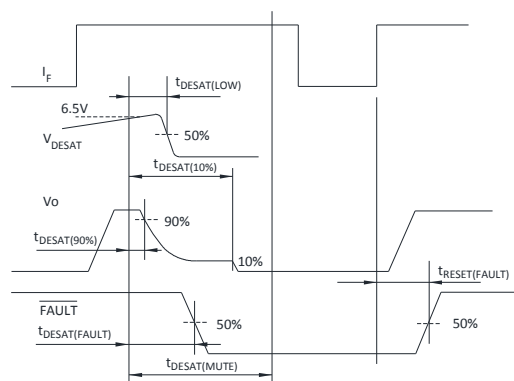 I_F
t_DESAT(LOW)
6.5V
V_DESAT
50%
t_DESAT(10%)
Vo
90%
t_DESAT(90%)
10%
t_RESET(FAULT)
FAULT
50%
50%
t_DESAT(FAULT)
t_DESAT(MUTE)